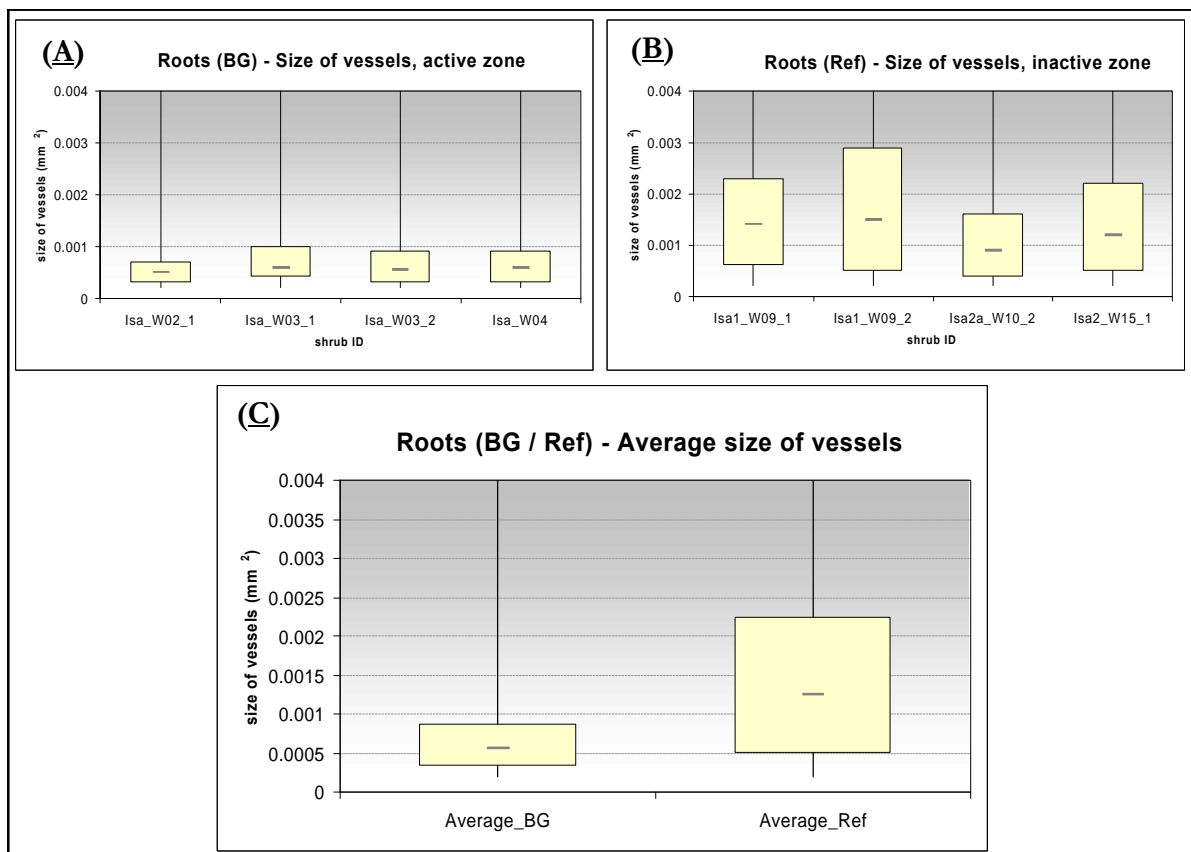 (A)
Roots (BG) - Size of vessels, active zone
size of vessels (mm ²)
0.004
0.003
0.002
0.001
0
Isa_W02_1 Isa_W03_1 Isa_W03_2 Isa_W04
shrub ID
(B)
Roots (Ref) - Size of vessels, inactive zone
size of vessels (mm ²)
0.004
0.003
0.002
0.001
0
Isa1_W09_1 Isa1_W09_2 Isa2a_W10_2 Isa2_W15_1
shrub ID
(C)
Roots (BG / Ref) - Average size of vessels
size of vessels (mm ²)
0.004
0.0035
0.003
0.0025
0.002
0.0015
0.001
0.0005
0
Average_BG Average_Ref